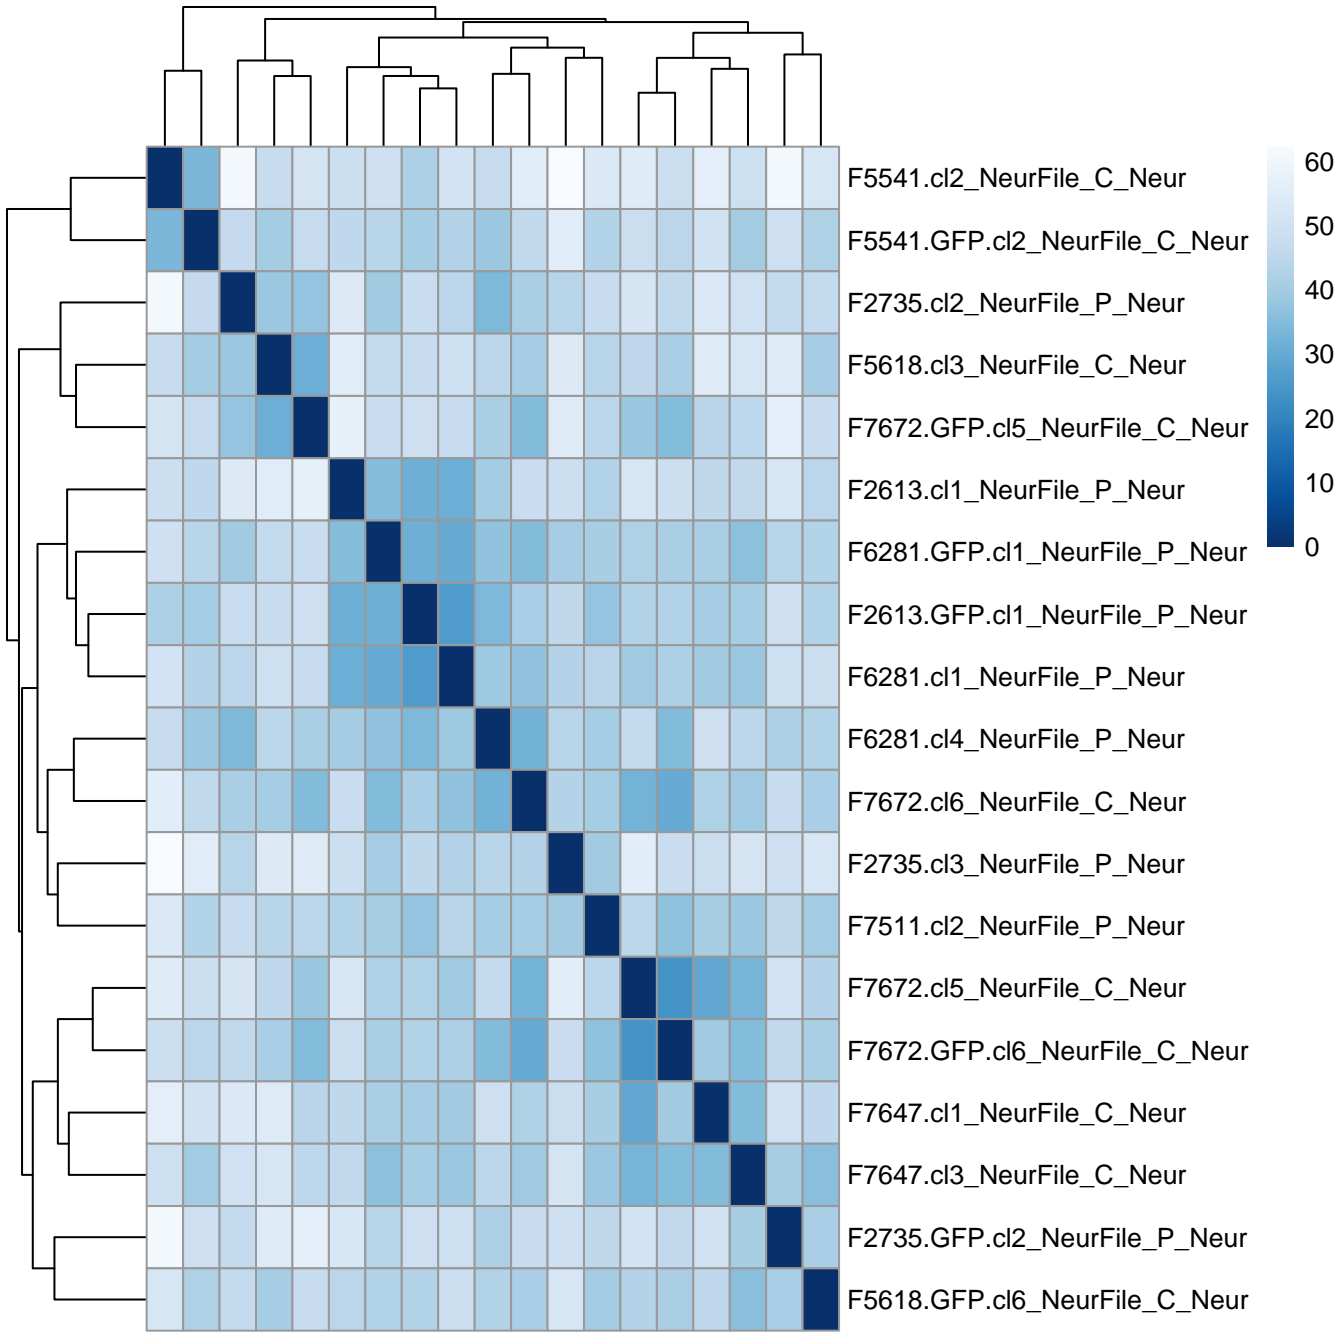 F5541.cl2_NeurFile_C_Neur
F5541.GFP.cl2_NeurFile_C_Neur
F2735.cl2_NeurFile_P_Neur
F5618.cl3_NeurFile_C_Neur
F7672.GFP.cl5_NeurFile_C_Neur
F2613.cl1_NeurFile_P_Neur
F6281.GFP.cl1_NeurFile_P_Neur
F2613.GFP.cl1_NeurFile_P_Neur
F6281.cl1_NeurFile_P_Neur
F6281.cl4_NeurFile_P_Neur
F7672.cl6_NeurFile_C_Neur
F2735.cl3_NeurFile_P_Neur
F7511.cl2_NeurFile_P_Neur
F7672.cl5_NeurFile_C_Neur
F7672.GFP.cl6_NeurFile_C_Neur
F7647.cl1_NeurFile_C_Neur
F7647.cl3_NeurFile_C_Neur
F2735.GFP.cl2_NeurFile_P_Neur
F5618.GFP.cl6_NeurFile_C_Neur
60
50
40
30
20
10
0